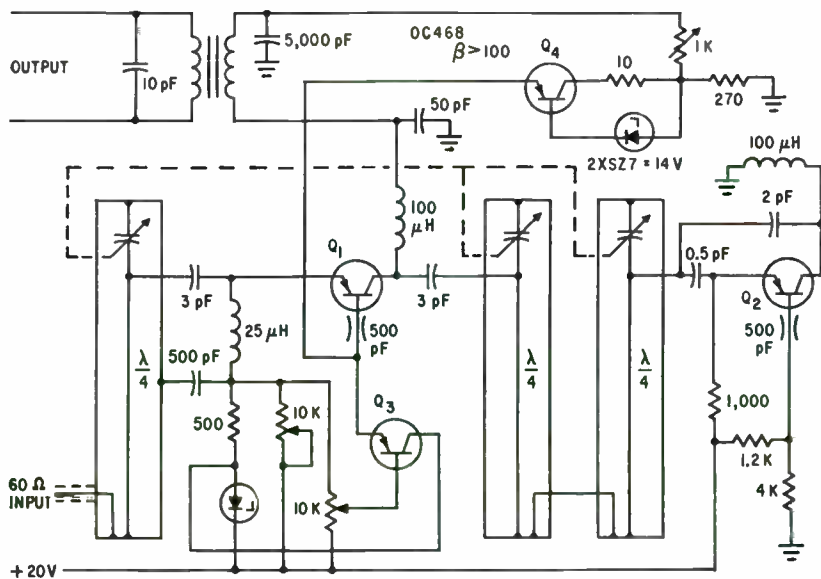 OUTPUT
10 pF
5,000 pF
OC468
β>100
Q4
1K
10
270
50 pF
2XSZ7 = 14 V
100 μH
2 pF
100
μH
Q1
3 pF
3 pF
0.5 pF
Q2
25 μH
500
pF
500
pF
λ/4
500 pF
λ/4
λ/4
Q3
500
10 K
10 K
1,000
1.2 K
4 K
60 Ω
INPUT
+ 20V